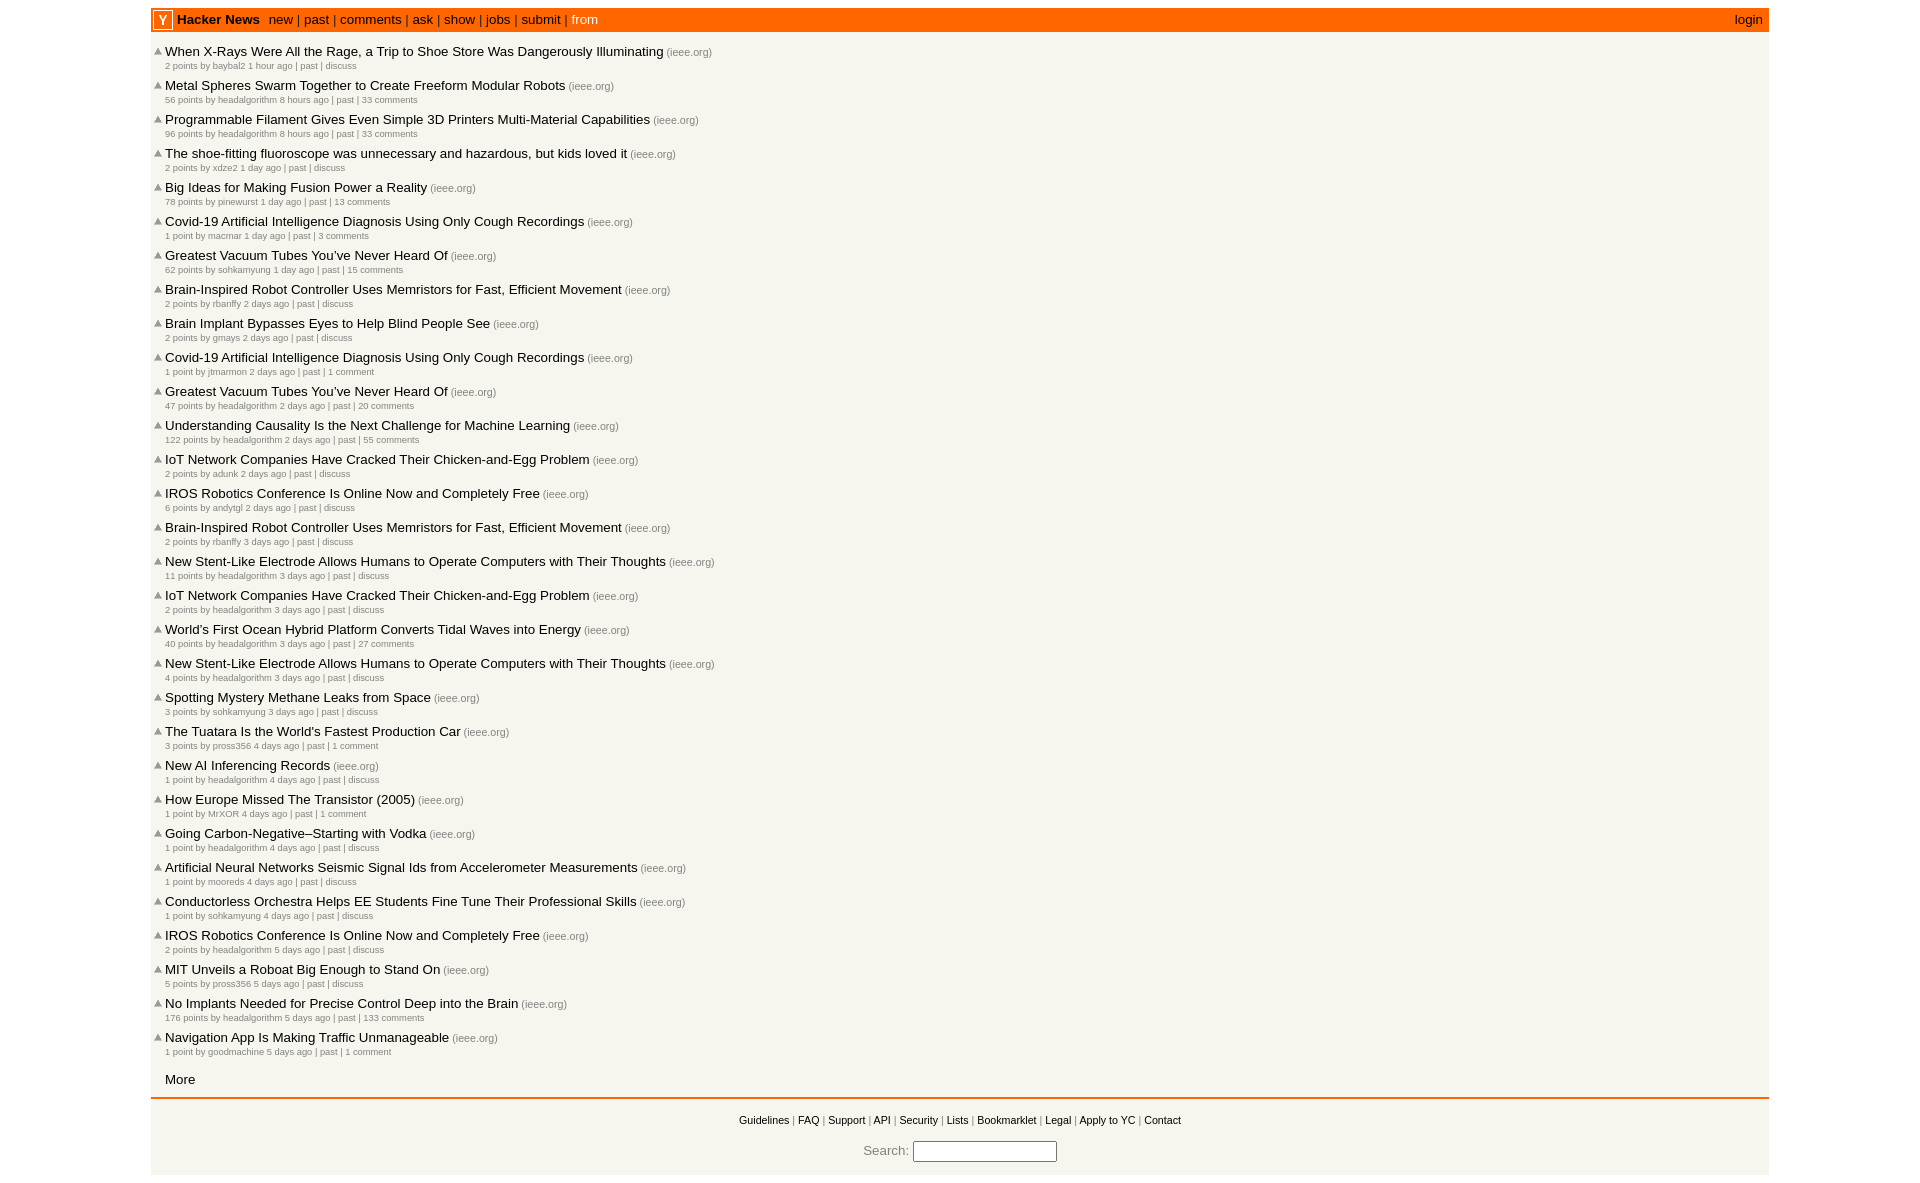 Y Hacker News new | past | comments | ask | show | jobs | submit | from login
When X-Rays Were All the Rage, a Trip to Shoe Store Was Dangerously Illuminating (ieee.org)
2 points by baybal2 1 hour ago | past | discuss
Metal Spheres Swarm Together to Create Freeform Modular Robots (ieee.org)
56 points by headalgorithm 8 hours ago | past | 33 comments
Programmable Filament Gives Even Simple 3D Printers Multi-Material Capabilities (ieee.org)
96 points by headalgorithm 8 hours ago | past | 33 comments
The shoe-fitting fluoroscope was unnecessary and hazardous, but kids loved it (ieee.org)
2 points by xdze2 1 day ago | past | discuss
Big Ideas for Making Fusion Power a Reality (ieee.org)
78 points by pinewurst 1 day ago | past | 13 comments
Covid-19 Artificial Intelligence Diagnosis Using Only Cough Recordings (ieee.org)
1 point by macmar 1 day ago | past | 3 comments
Greatest Vacuum Tubes You’ve Never Heard Of (ieee.org)
62 points by sohkamyung 1 day ago | past | 15 comments
Brain-Inspired Robot Controller Uses Memristors for Fast, Efficient Movement (ieee.org)
2 points by rbanffy 2 days ago | past | discuss
Brain Implant Bypasses Eyes to Help Blind People See (ieee.org)
2 points by gmays 2 days ago | past | discuss
Covid-19 Artificial Intelligence Diagnosis Using Only Cough Recordings (ieee.org)
1 point by jtmarmon 2 days ago | past | 1 comment
Greatest Vacuum Tubes You’ve Never Heard Of (ieee.org)
47 points by headalgorithm 2 days ago | past | 20 comments
Understanding Causality Is the Next Challenge for Machine Learning (ieee.org)
122 points by headalgorithm 2 days ago | past | 55 comments
IoT Network Companies Have Cracked Their Chicken-and-Egg Problem (ieee.org)
2 points by adunk 2 days ago | past | discuss
IROS Robotics Conference Is Online Now and Completely Free (ieee.org)
6 points by andytgl 2 days ago | past | discuss
Brain-Inspired Robot Controller Uses Memristors for Fast, Efficient Movement (ieee.org)
2 points by rbanffy 3 days ago | past | discuss
New Stent-Like Electrode Allows Humans to Operate Computers with Their Thoughts (ieee.org)
11 points by headalgorithm 3 days ago | past | discuss
IoT Network Companies Have Cracked Their Chicken-and-Egg Problem (ieee.org)
2 points by headalgorithm 3 days ago | past | discuss
World’s First Ocean Hybrid Platform Converts Tidal Waves into Energy (ieee.org)
40 points by headalgorithm 3 days ago | past | 27 comments
New Stent-Like Electrode Allows Humans to Operate Computers with Their Thoughts (ieee.org)
4 points by headalgorithm 3 days ago | past | discuss
Spotting Mystery Methane Leaks from Space (ieee.org)
3 points by sohkamyung 3 days ago | past | discuss
The Tuatara Is the World's Fastest Production Car (ieee.org)
3 points by pross356 4 days ago | past | 1 comment
New AI Inferencing Records (ieee.org)
1 point by headalgorithm 4 days ago | past | discuss
How Europe Missed The Transistor (2005) (ieee.org)
1 point by MrXOR 4 days ago | past | 1 comment
Going Carbon-Negative–Starting with Vodka (ieee.org)
1 point by headalgorithm 4 days ago | past | discuss
Artificial Neural Networks Seismic Signal Ids from Accelerometer Measurements (ieee.org)
1 point by mooreds 4 days ago | past | discuss
Conductorless Orchestra Helps EE Students Fine Tune Their Professional Skills (ieee.org)
1 point by sohkamyung 4 days ago | past | discuss
IROS Robotics Conference Is Online Now and Completely Free (ieee.org)
2 points by headalgorithm 5 days ago | past | discuss
MIT Unveils a Roboat Big Enough to Stand On (ieee.org)
5 points by pross356 5 days ago | past | discuss
No Implants Needed for Precise Control Deep into the Brain (ieee.org)
176 points by headalgorithm 5 days ago | past | 133 comments
Navigation App Is Making Traffic Unmanageable (ieee.org)
1 point by goodmachine 5 days ago | past | 1 comment
More
Guidelines | FAQ | Support | API | Security | Lists | Bookmarklet | Legal | Apply to YC | Contact
Search: